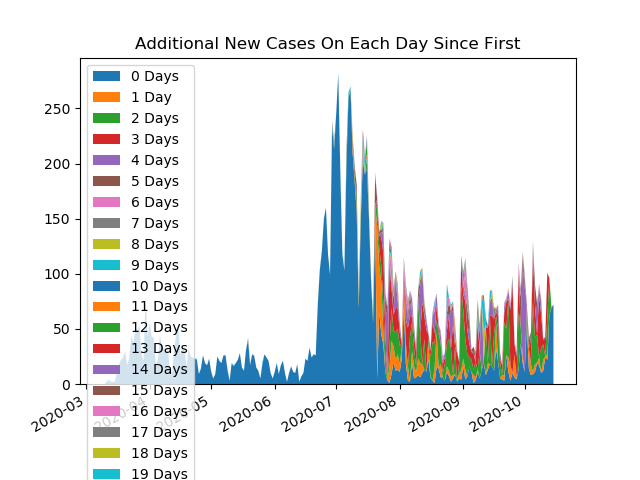 Additional New Cases On Each Day Since First
250
200
150
100
50
0
0 Days
1 Day
2 Days
3 Days
4 Days
5 Days
6 Days
7 Days
8 Days
9 Days
10 Days
11 Days
12 Days
13 Days
14 Days
15 Days
16 Days
17 Days
18 Days
19 Days
2020-03
2020-04
2020-05
2020-06
2020-07
2020-08
2020-09
2020-10